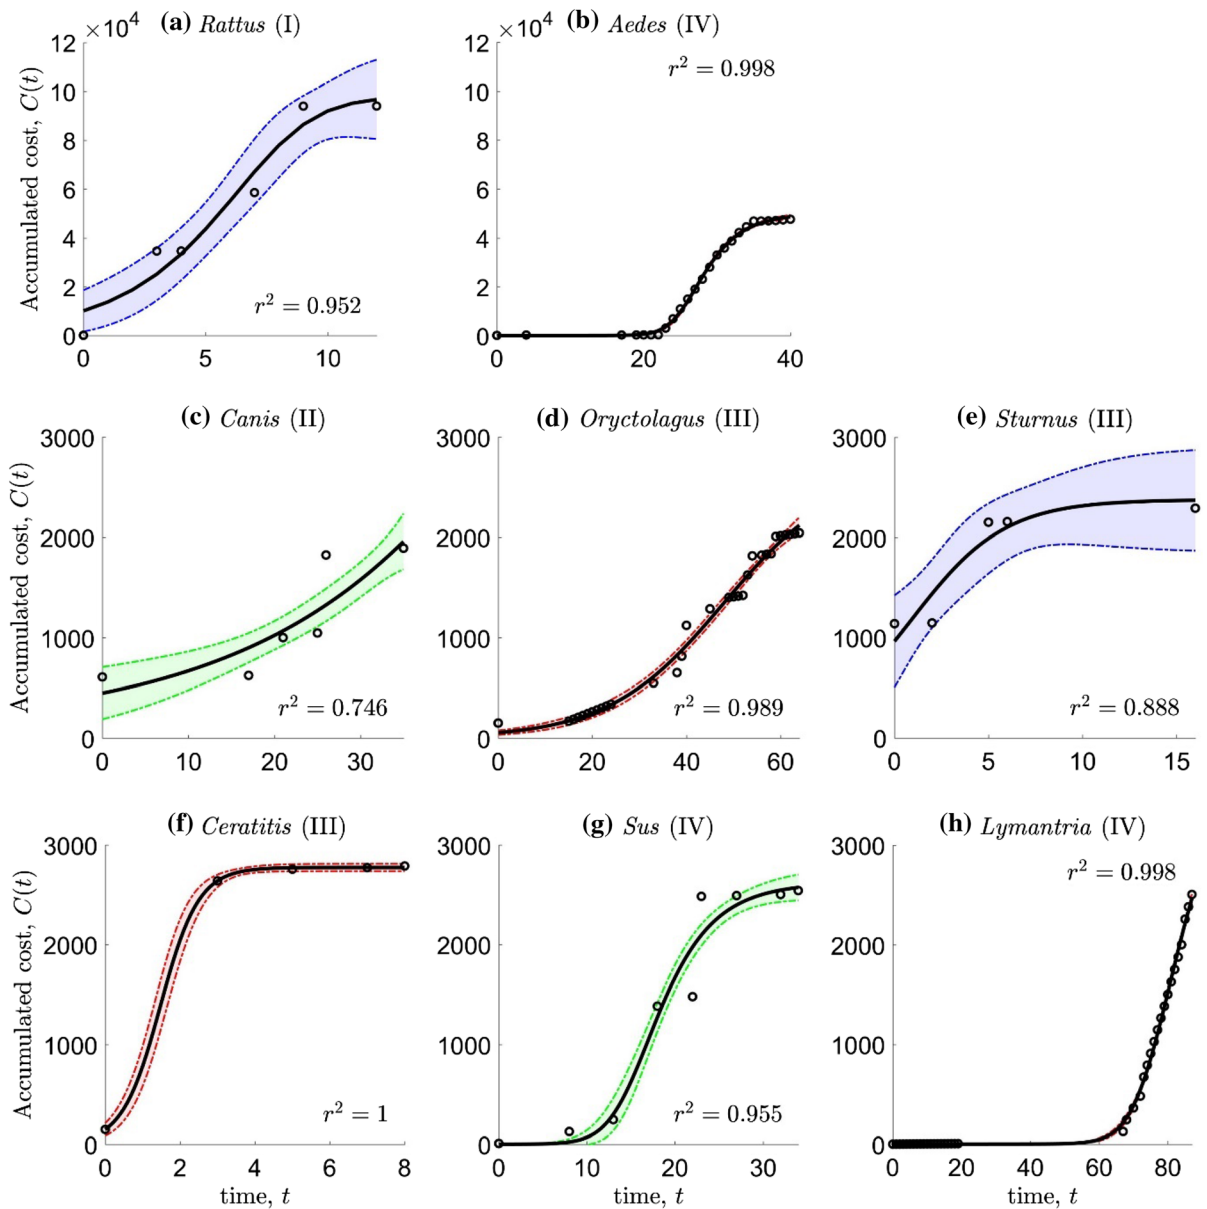 (a) Rattus (I)
×10⁴
12
10
8
6
4
2
0
Accumulated cost, C(t)
r² = 0.952
0 5 10
(b) Aedes (IV)
×10⁴
12
10
8
6
4
2
0
r² = 0.998
0 20 40
(c) Canis (II)
3000
2000
1000
0
Accumulated cost, C(t)
r² = 0.746
0 10 20 30
(d) Oryctolagus (III)
3000
2000
1000
0
r² = 0.989
0 20 40 60
(e) Sturnus (III)
3000
2000
1000
0
r² = 0.888
0 5 10 15
(f) Ceratitis (III)
3000
2000
1000
0
Accumulated cost, C(t)
r² = 1
0 2 4 6 8
time, t
(g) Sus (IV)
3000
2000
1000
0
r² = 0.955
0 10 20 30
time, t
(h) Lymantria (IV)
3000
2000
1000
0
r² = 0.998
0 20 40 60 80
time, t